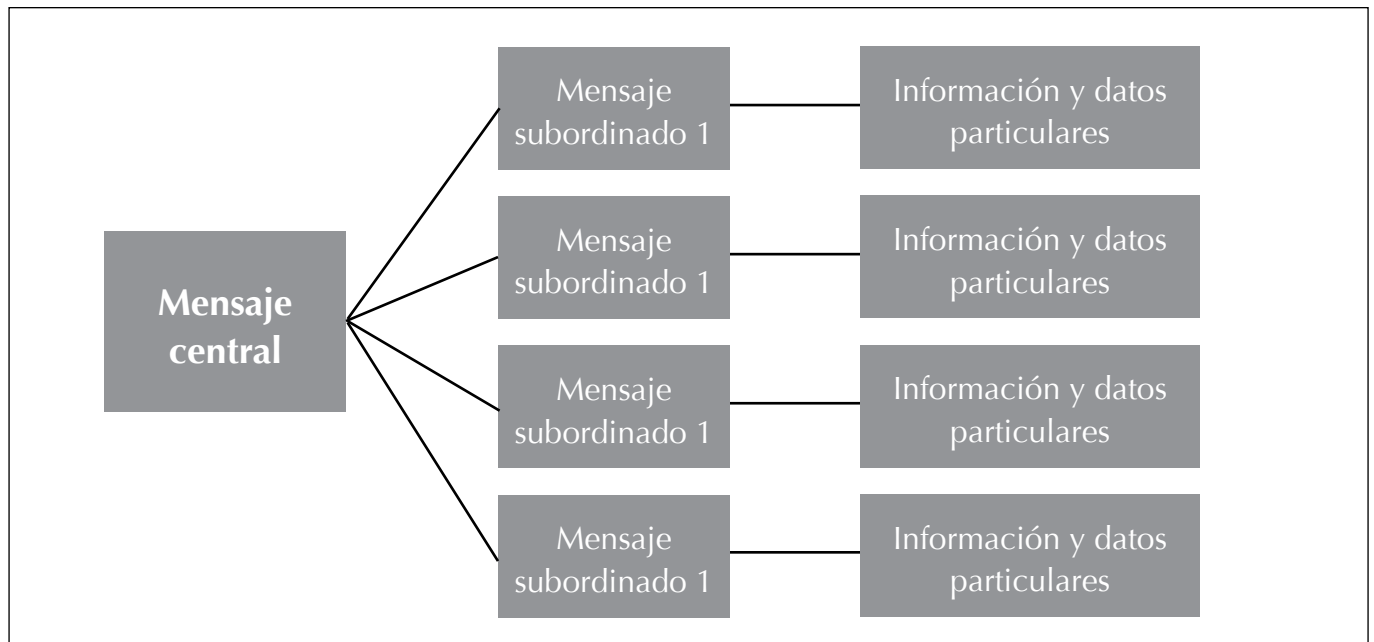 Mensaje
central
Mensaje
subordinado 1
Información y datos
particulares
Mensaje
subordinado 1
Información y datos
particulares
Mensaje
subordinado 1
Información y datos
particulares
Mensaje
subordinado 1
Información y datos
particulares